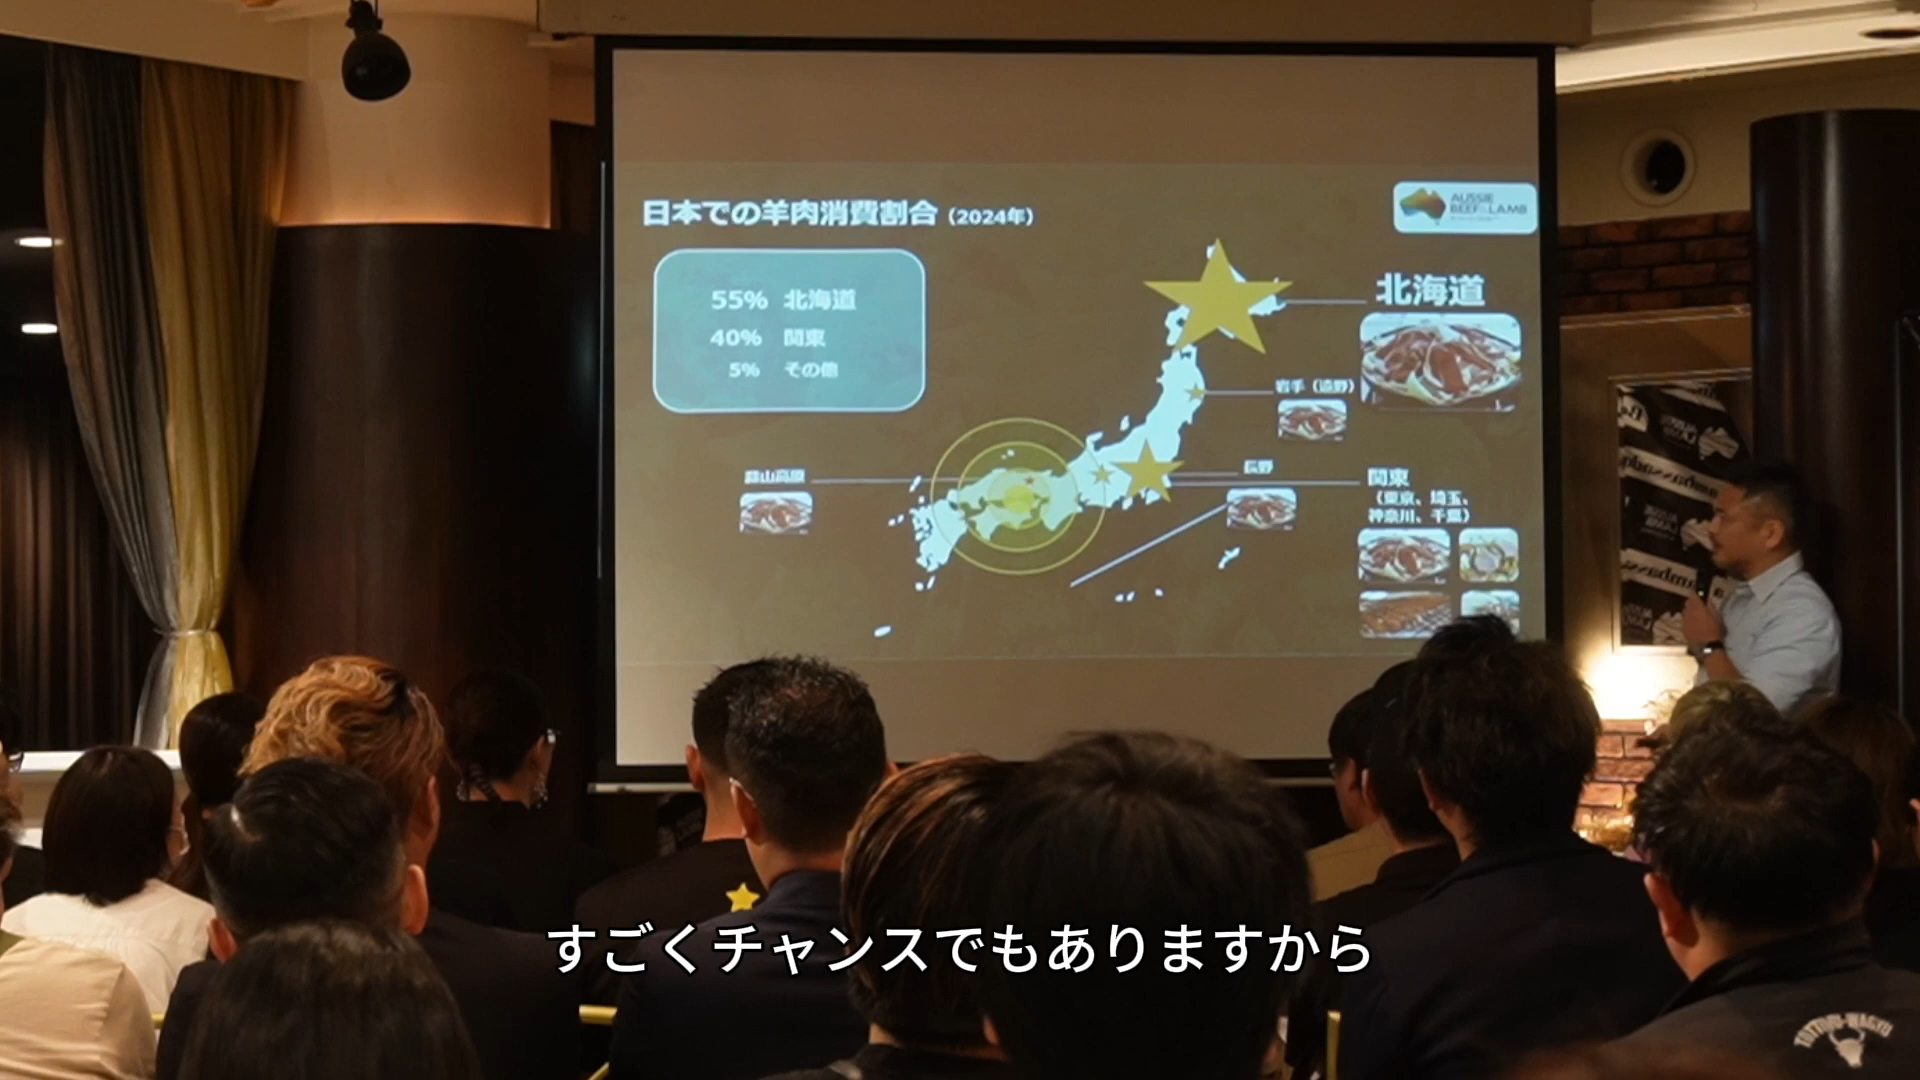 日本での羊肉消費割合（2024年）
AUSSIE
BEEF & LAMB
55% 北海道
40% 関東
5% その他
北海道
岩手（遠野）
蒜山高原
長野
関東
（東京、埼玉、
神奈川、千葉）
すごくチャンスでもありますから
TOTTORI-WAGYU